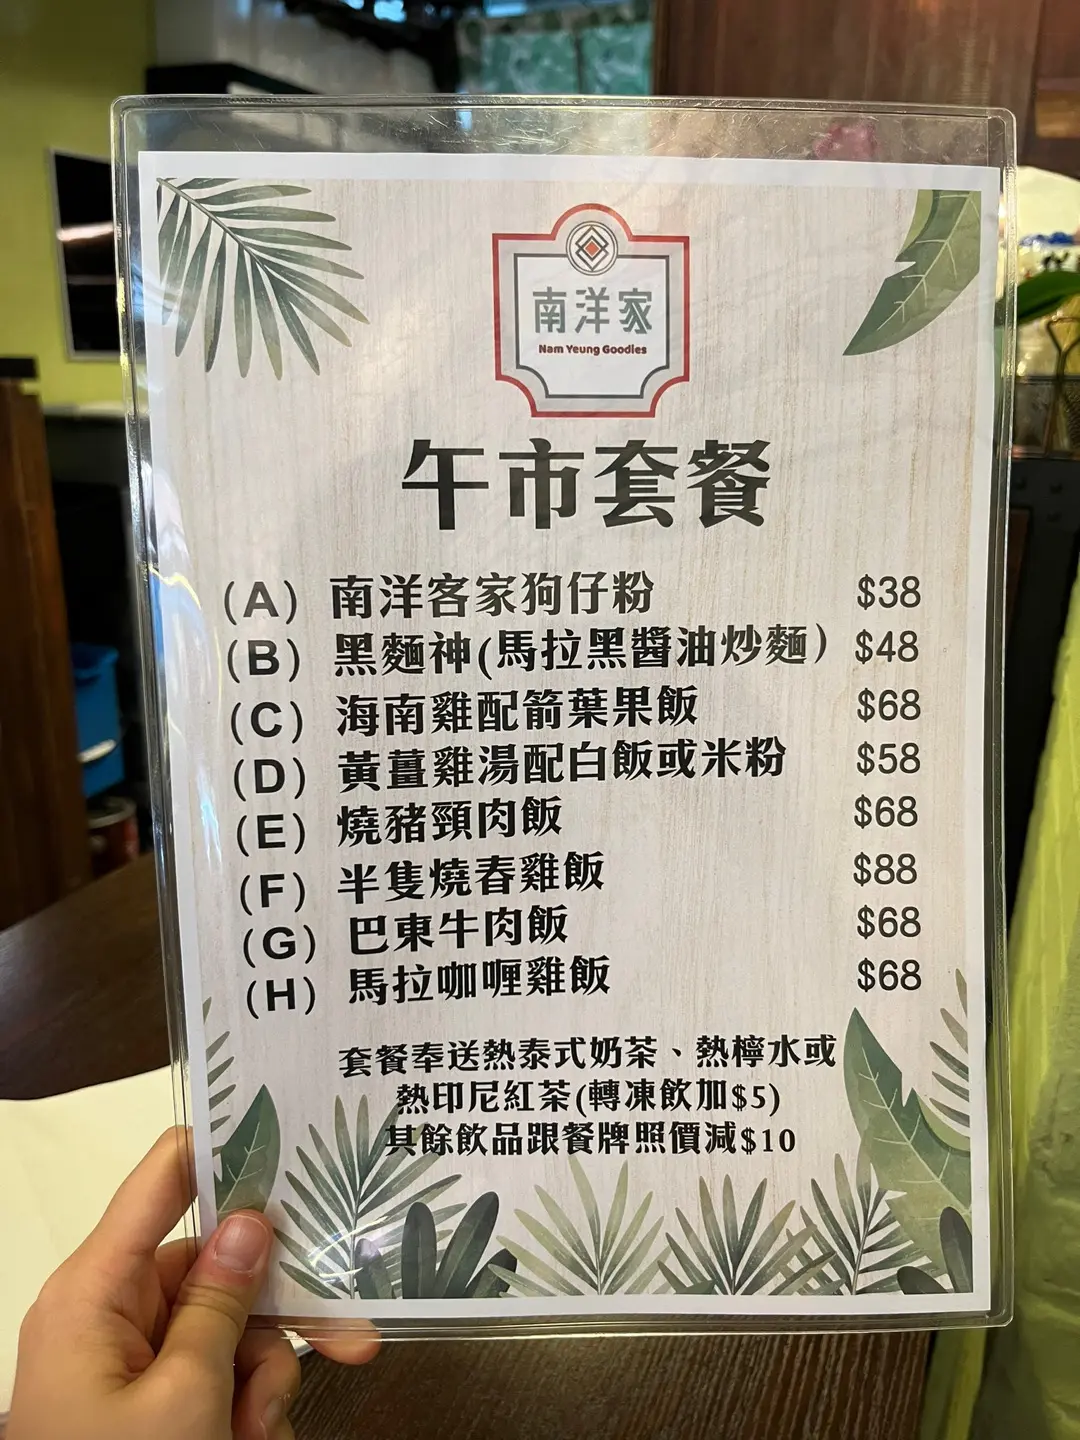 南洋家
Nam Yeung Goodies
午市套餐
(A) 南洋客家狗仔粉 $38
(B) 黑麵神(馬拉黑醬油炒麵) $48
(C) 海南雞配箭葉果飯 $68
(D) 黃薑雞湯配白飯或米粉 $58
(E) 燒豬頸肉飯 $68
(F) 半隻燒春雞飯 $88
(G) 巴東牛肉飯 $68
(H) 馬拉咖喱雞飯 $68
套餐奉送熱泰式奶茶、熱檸水或
熱印尼紅茶(轉凍飲加$5)
其餘飲品跟餐牌照價減$10